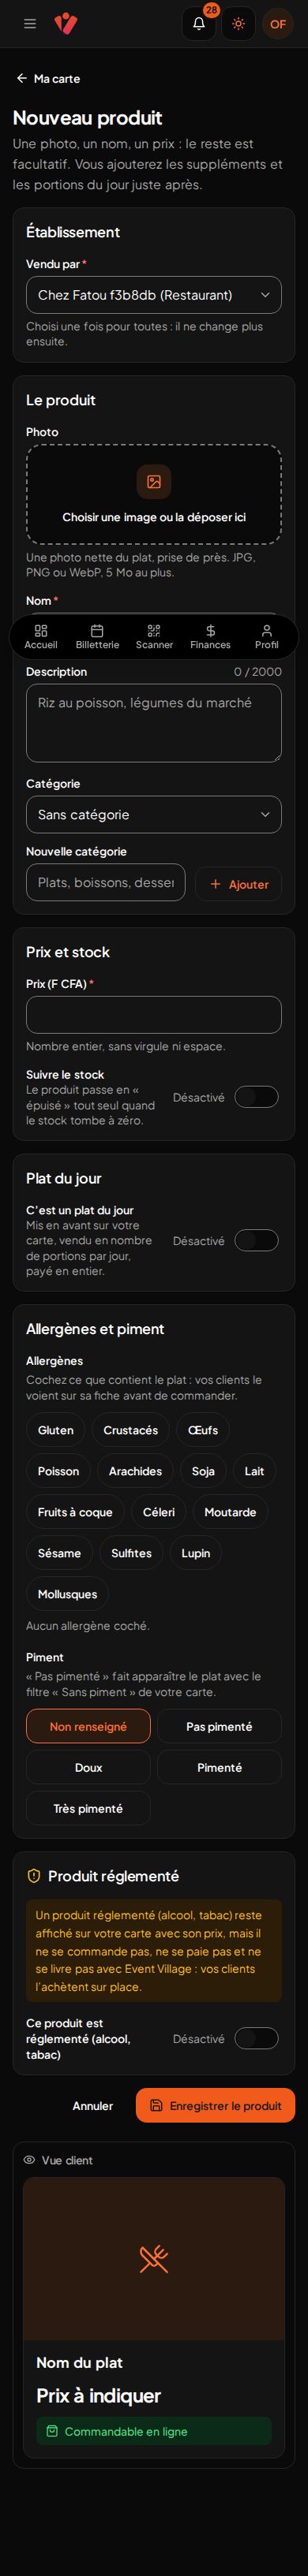 28
OF
Ma carte
Nouveau produit
Une photo, un nom, un prix : le reste est
facultatif. Vous ajouterez les suppléments et
les portions du jour juste après.
Établissement
Vendu par *
Chez Fatou f3b8db (Restaurant)
Choisi une fois pour toutes : il ne change plus
ensuite.
Le produit
Photo
Choisir une image ou la déposer ici
Une photo nette du plat, prise de près. JPG,
PNG ou WebP, 5 Mo au plus.
Nom *
Accueil Billetterie Scanner Finances Profil
Description 0 / 2000
Riz au poisson, légumes du marché
Catégorie
Sans catégorie
Nouvelle catégorie
Plats, boissons, desser
Ajouter
Prix et stock
Prix (F CFA) *
Nombre entier, sans virgule ni espace.
Suivre le stock
Le produit passe en «
épuisé » tout seul quand
le stock tombe à zéro.
Désactivé
Plat du jour
C’est un plat du jour
Mis en avant sur votre
carte, vendu en nombre
de portions par jour,
payé en entier.
Désactivé
Allergènes et piment
Allergènes
Cochez ce que contient le plat : vos clients le
voient sur sa fiche avant de commander.
Gluten Crustacés Œufs
Poisson Arachides Soja Lait
Fruits à coque Céleri Moutarde
Sésame Sulfites Lupin
Mollusques
Aucun allergène coché.
Piment
« Pas pimenté » fait apparaître le plat avec le
filtre « Sans piment » de votre carte.
Non renseigné Pas pimenté
Doux Pimenté
Très pimenté
Produit réglementé
Un produit réglementé (alcool, tabac) reste
affiché sur votre carte avec son prix, mais il
ne se commande pas, ne se paie pas et ne
se livre pas avec Event Village : vos clients
l’achètent sur place.
Ce produit est
réglementé (alcool,
tabac)
Désactivé
Annuler Enregistrer le produit
Vue client
Nom du plat
Prix à indiquer
Commandable en ligne